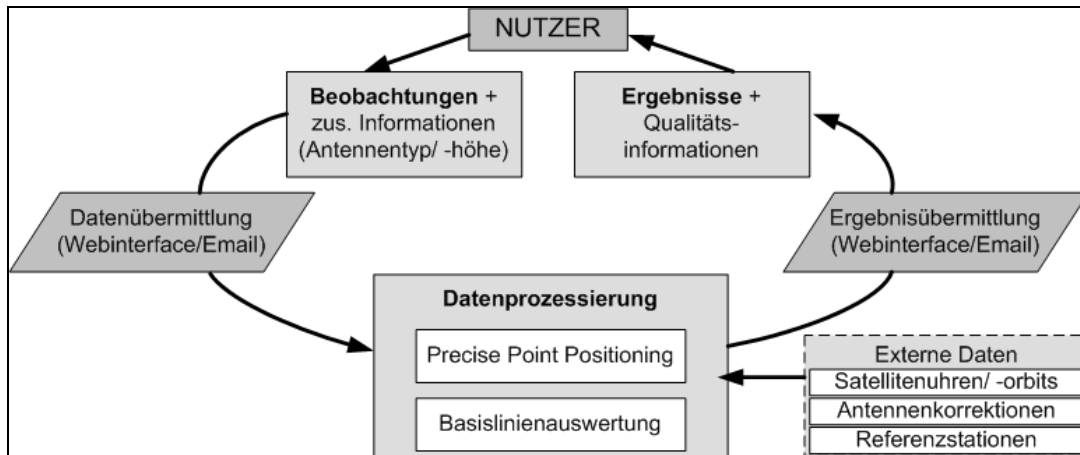 NUTZER
Beobachtungen +
zus. Informationen
(Antennentyp/ -höhe)
Ergebnisse +
Qualitäts-
informationen
Datenübermittlung
(Webinterface/Email)
Ergebnisübermittlung
(Webinterface/Email)
Datenprozessierung
Precise Point Positioning
Basislinienauswertung
Externe Daten
Satellitenuhren/ -orbits
Antennenkorrektionen
Referenzstationen